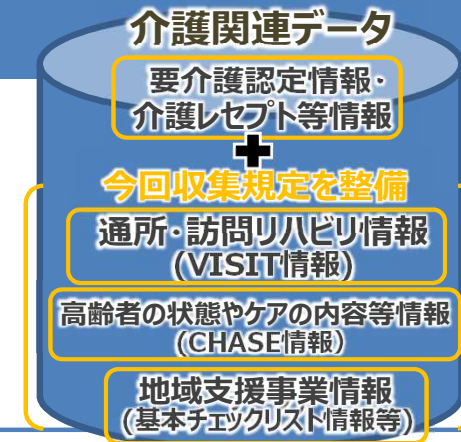 介護関連データ
要介護認定情報・
介護レセプト等情報
+
今回収集規定を整備
通所・訪問リハビリ情報
(VISIT情報)
高齢者の状態やケアの内容等情報
(CHASE情報)
地域支援事業情報
(基本チェックリスト情報等)